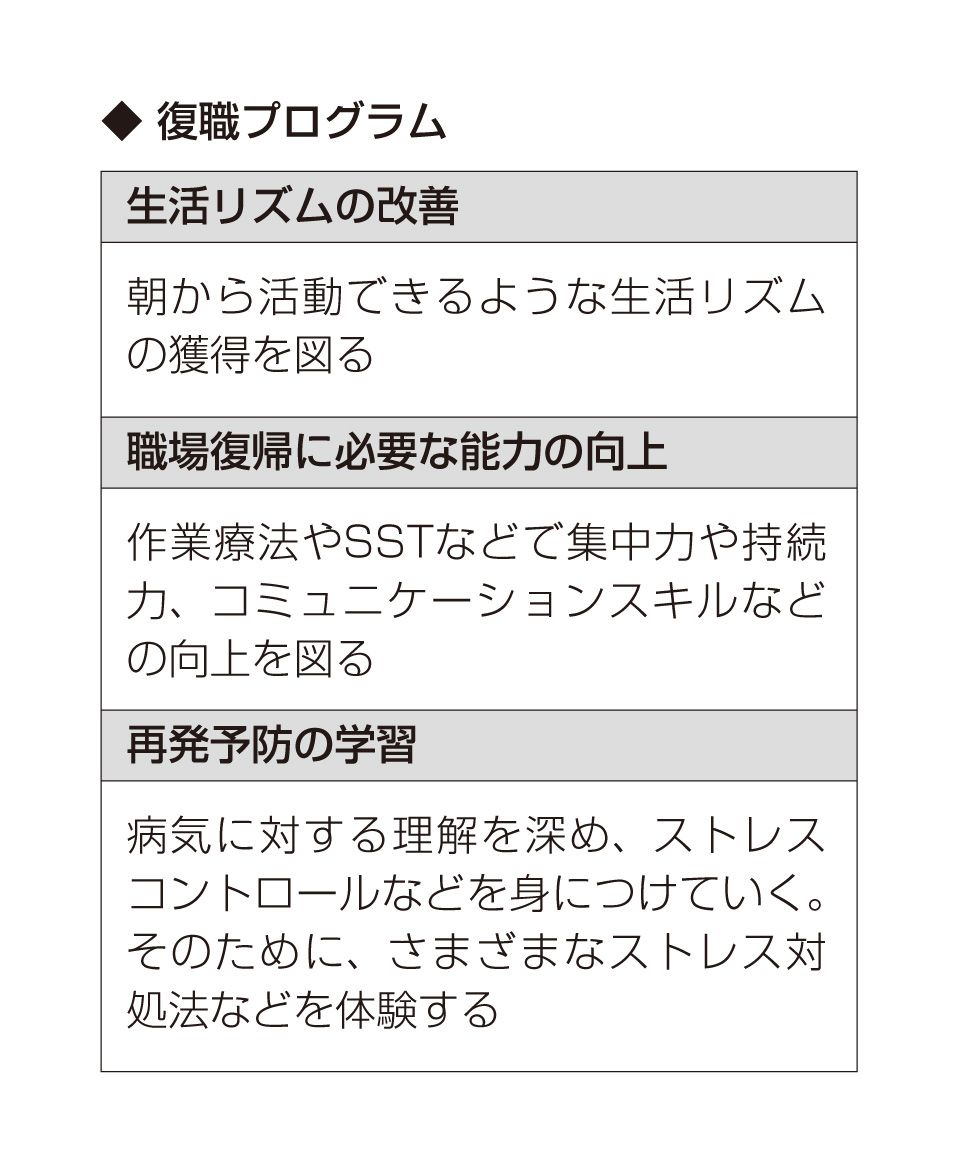 ◆ 復職プログラム
生活リズムの改善
朝から活動できるような生活リズム
の獲得を図る
職場復帰に必要な能力の向上
作業療法やSSTなどで集中力や持続
力、コミュニケーションスキルなど
の向上を図る
再発予防の学習
病気に対する理解を深め、ストレス
コントロールなどを身につけていく。
そのために、さまざまなストレス対
処法などを体験する